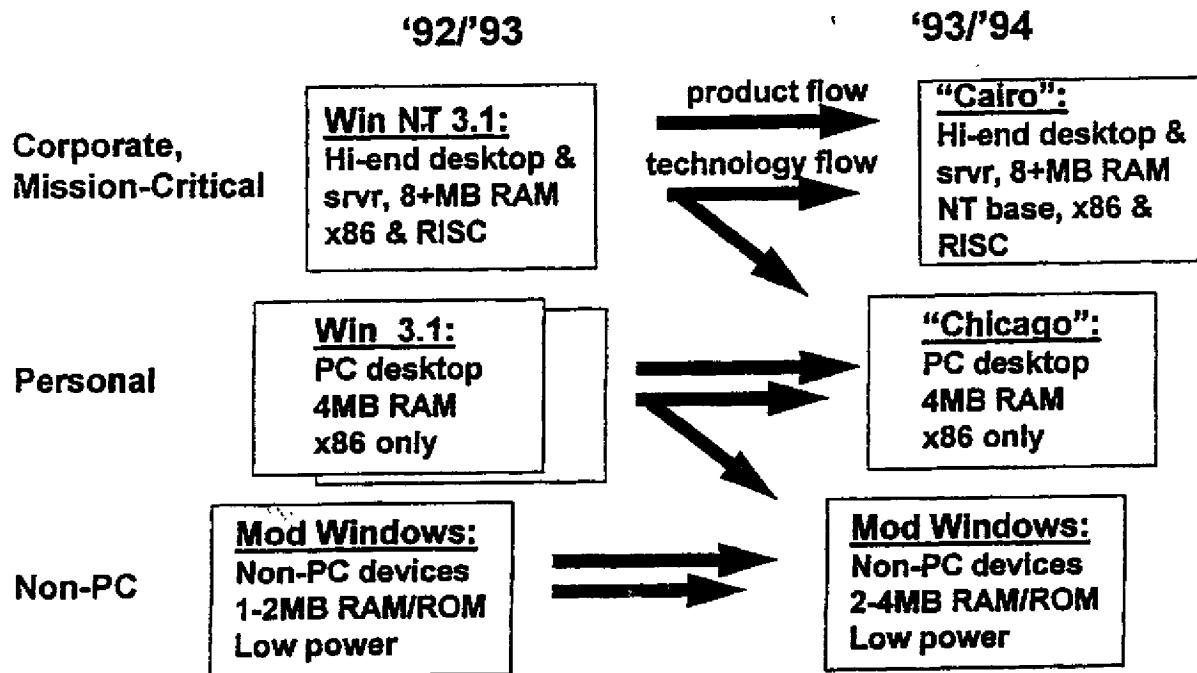 '92/'93
'93/'94
Corporate,
Mission-Critical
Win NT 3.1:
Hi-end desktop &
srvr, 8+MB RAM
x86 & RISC
product flow
technology flow
"Cairo":
Hi-end desktop &
srvr, 8+MB RAM
NT base, x86 &
RISC
Personal
Win 3.1:
PC desktop
4MB RAM
x86 only
"Chicago":
PC desktop
4MB RAM
x86 only
Non-PC
Mod Windows:
Non-PC devices
1-2MB RAM/ROM
Low power
Mod Windows:
Non-PC devices
2-4MB RAM/ROM
Low power